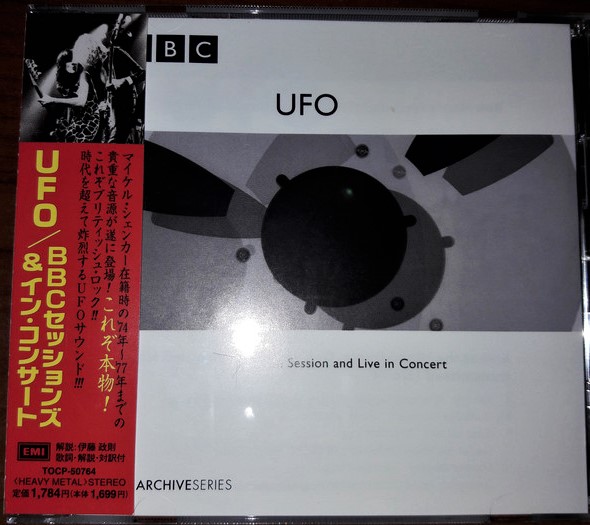 BC
UFO
Session and Live in Concert
ARCHIVESERIES
UFO/BBCセッションズ
&イン・コンサート
マイケル・シェンカー在籍時の74年~77年までの
貴重な音源が遂に登場!これぞ本物!
これぞブリティッシュ・ロック!!
時代を超えて炸裂するUFOサウンド!!!
EMI
解説:伊藤 政則
歌詞・解説・対訳付
TOCP-50764
〈HEAVY METAL〉STEREO
定価1,784円(本体1,699円)